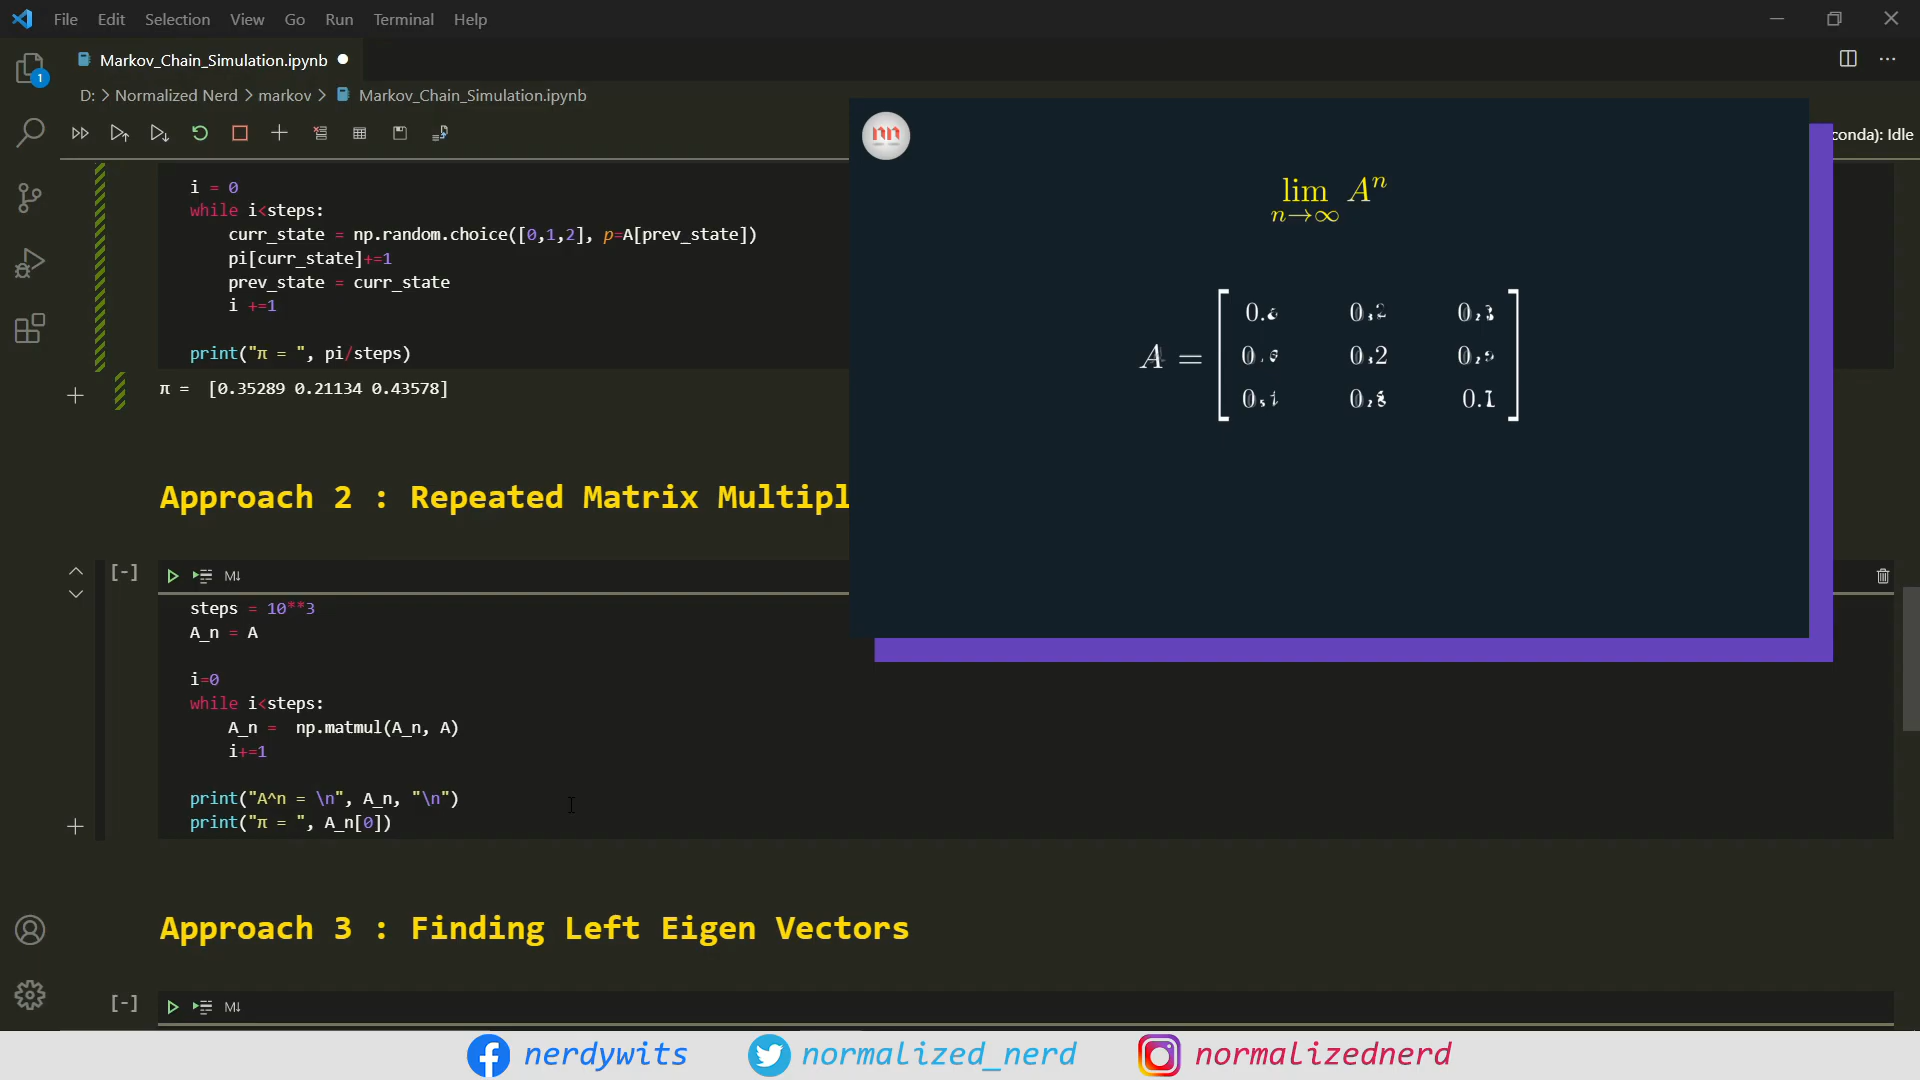 File Edit Selection View Go Run Terminal Help
Markov_Chain_Simulation.ipynb
1
D: > Normalized Nerd > markov > Markov_Chain_Simulation.ipynb
conda): Idle
i = 0
while i<steps:
curr_state = np.random.choice([0,1,2], p=A[prev_state])
pi[curr_state]+=1
prev_state = curr_state
i +=1
print("π = ", pi/steps)
π = [0.35289 0.21134 0.43578]
nn
lim A^n
n→∞
A =
0.2
Approach 2 : Repeated Matrix Multipl
[-] M↓
steps = 10**3
A_n = A
i=0
while i<steps:
A_n = np.matmul(A_n, A)
i+=1
print("A^n = \n", A_n, "\n")
print("π = ", A_n[0])
Approach 3 : Finding Left Eigen Vectors
[-] M↓
nerdywits normalized_nerd normalizednerd